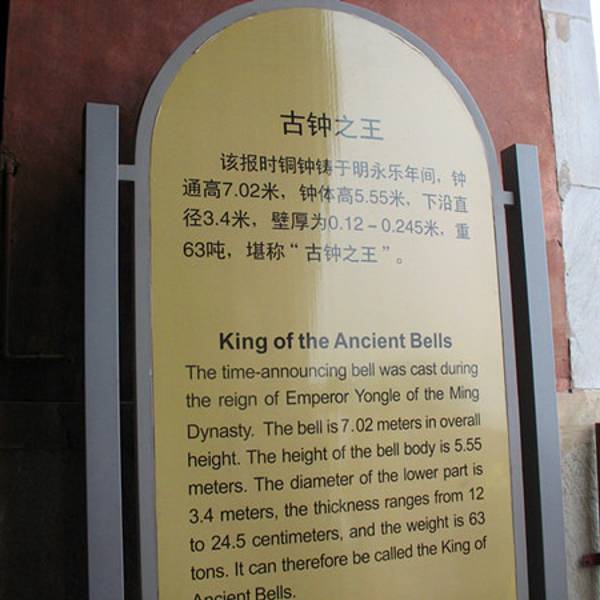 古钟之王
该报时铜钟铸于明永乐年间，钟
通高7.02米，钟体高5.55米，下沿直
径3.4米，壁厚为0.12－0.245米，重
63吨，堪称“古钟之王”。
King of the Ancient Bells
The time-announcing bell was cast during
the reign of Emperor Yongle of the Ming
Dynasty. The bell is 7.02 meters in overall
height. The height of the bell body is 5.55
meters. The diameter of the lower part is
3.4 meters, the thickness ranges from 12
to 24.5 centimeters, and the weight is 63
tons. It can therefore be called the King of
Ancient Bells.